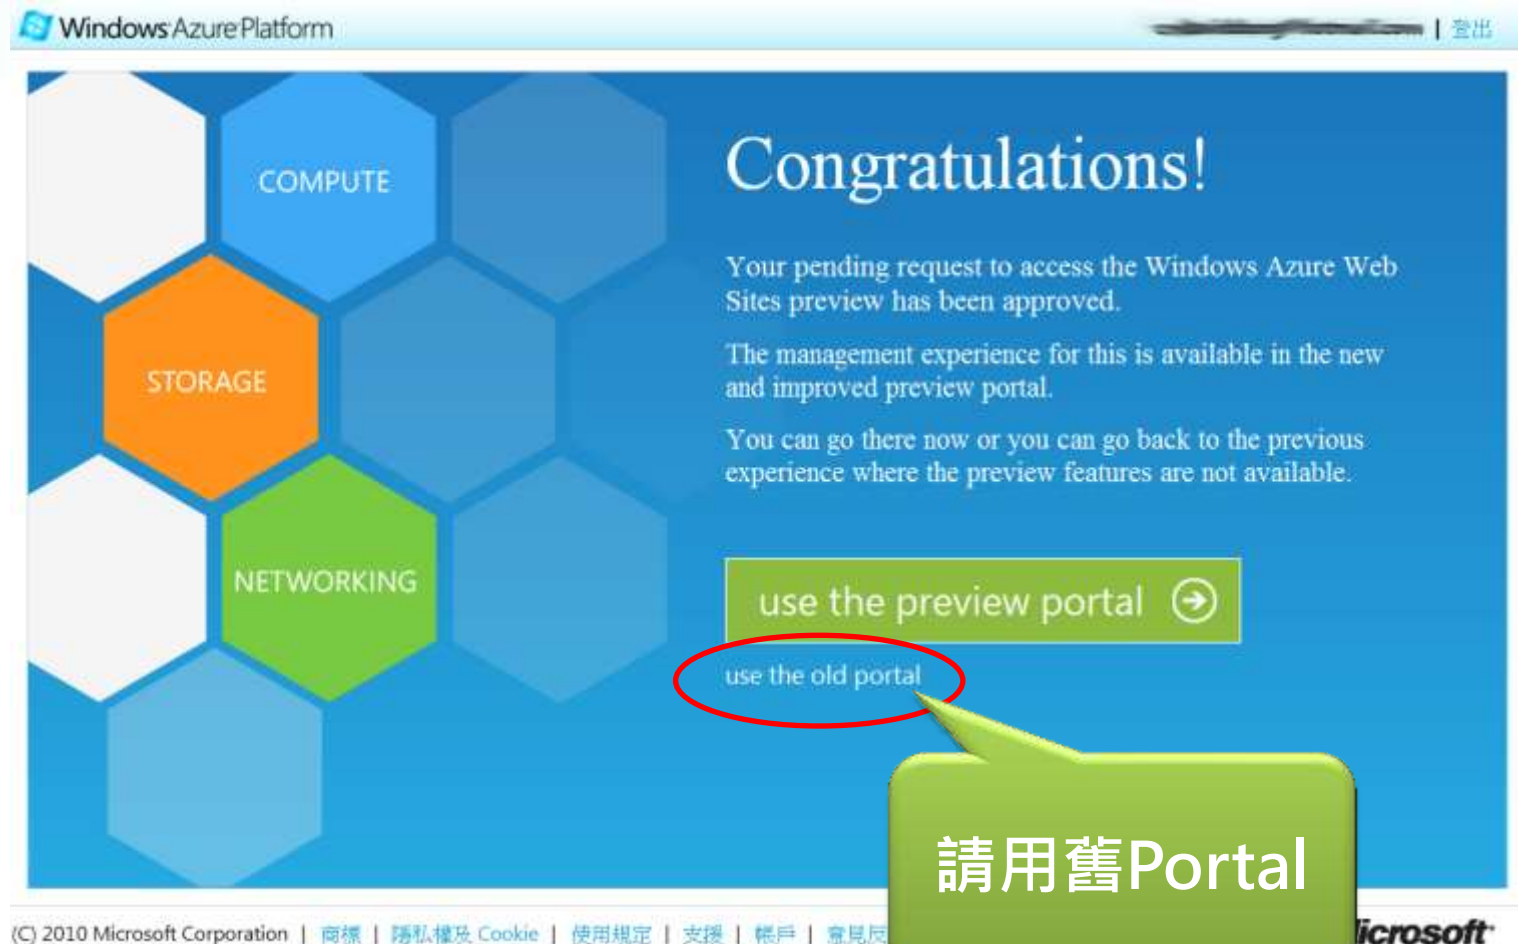 Windows Azure Platform
| 登出
COMPUTE
STORAGE
NETWORKING
Congratulations!
Your pending request to access the Windows Azure Web
Sites preview has been approved.
The management experience for this is available in the new
and improved preview portal.
You can go there now or you can go back to the previous
experience where the preview features are not available.
use the preview portal
use the old portal
請用舊Portal
(C) 2010 Microsoft Corporation | 商標 | 隱私權及 Cookie | 使用規定 | 支援 | 帳戶 | 意見反
icrosoft